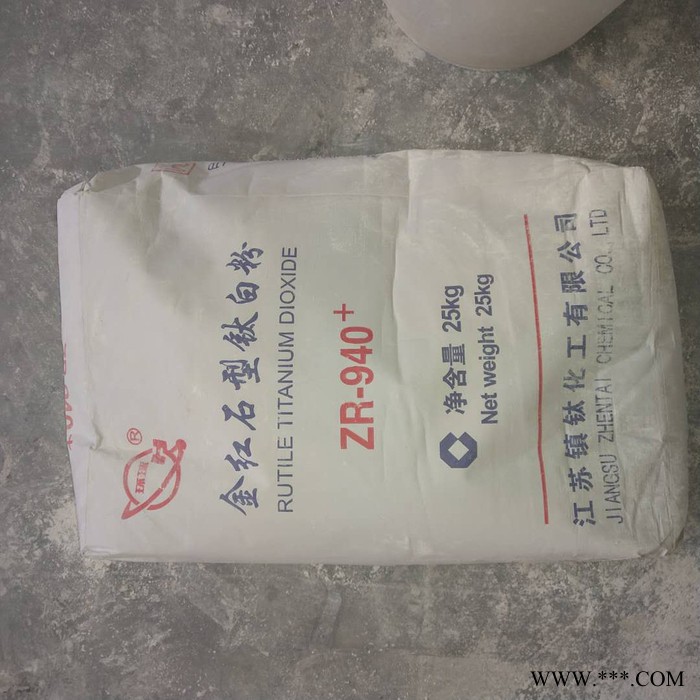 ®
金红石型钛白粉
RUTILE TITANIUM DIOXIDE
ZR-940+
净含量 25kg
Net weight 25kg
江苏镇钛化工有限公司
JIANGSU ZHENTAI CHEMICAL CO., LTD
WWW.***.COM